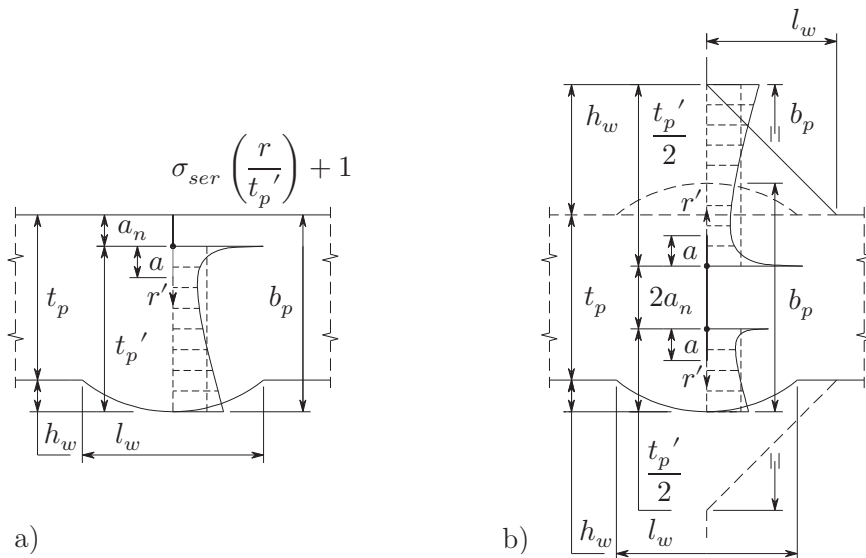 σ_ser (r / t_p′) + 1
a_n
a
r′
t_p
t_p′
b_p
h_w
l_w
a)
l_w
h_w
t_p′ / 2
b_p
r′
a
t_p
2a_n
b_p
a
r′
t_p′ / 2
h_w
l_w
b)